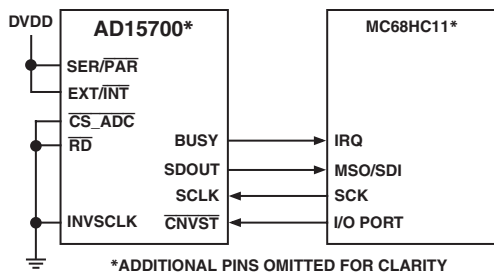 DVDD
AD15700*
MC68HC11*
SER/PAR
EXT/INT
CS_ADC
RD
INVSCLK
BUSY
SDOUT
SCLK
CNVST
IRQ
MSO/SDI
SCK
I/O PORT
*ADDITIONAL PINS OMITTED FOR CLARITY